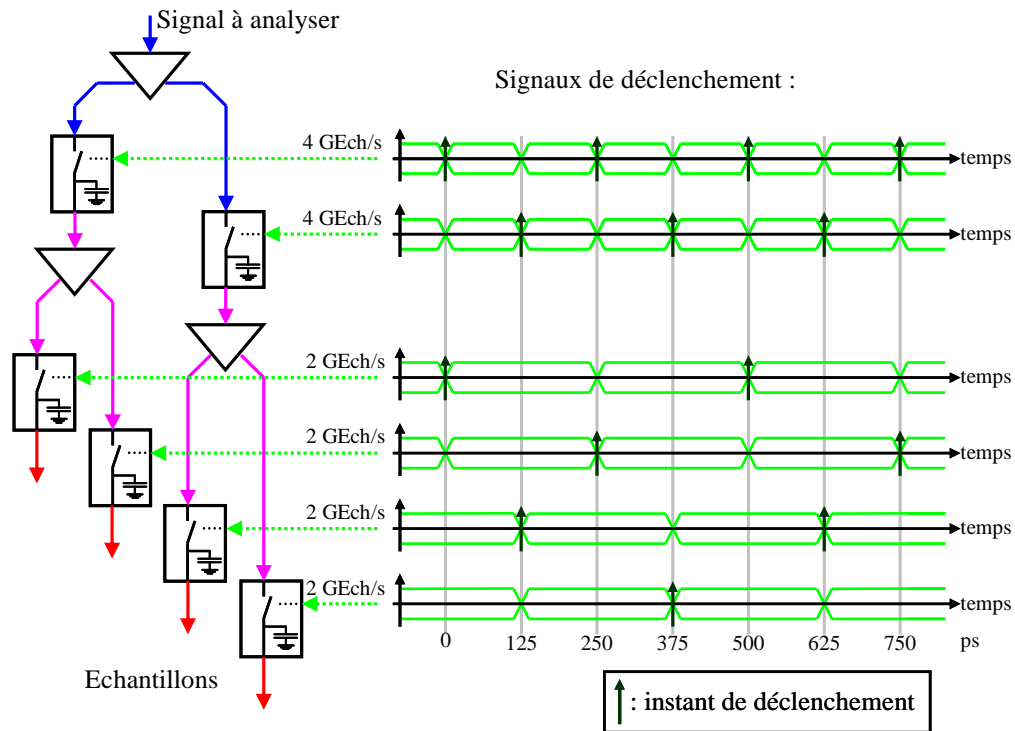 Signal à analyser
Signaux de déclenchement :
4 GEch/s
temps
4 GEch/s
temps
2 GEch/s
temps
2 GEch/s
temps
2 GEch/s
temps
2 GEch/s
temps
0 125 250 375 500 625 750 ps
Echantillons
: instant de déclenchement